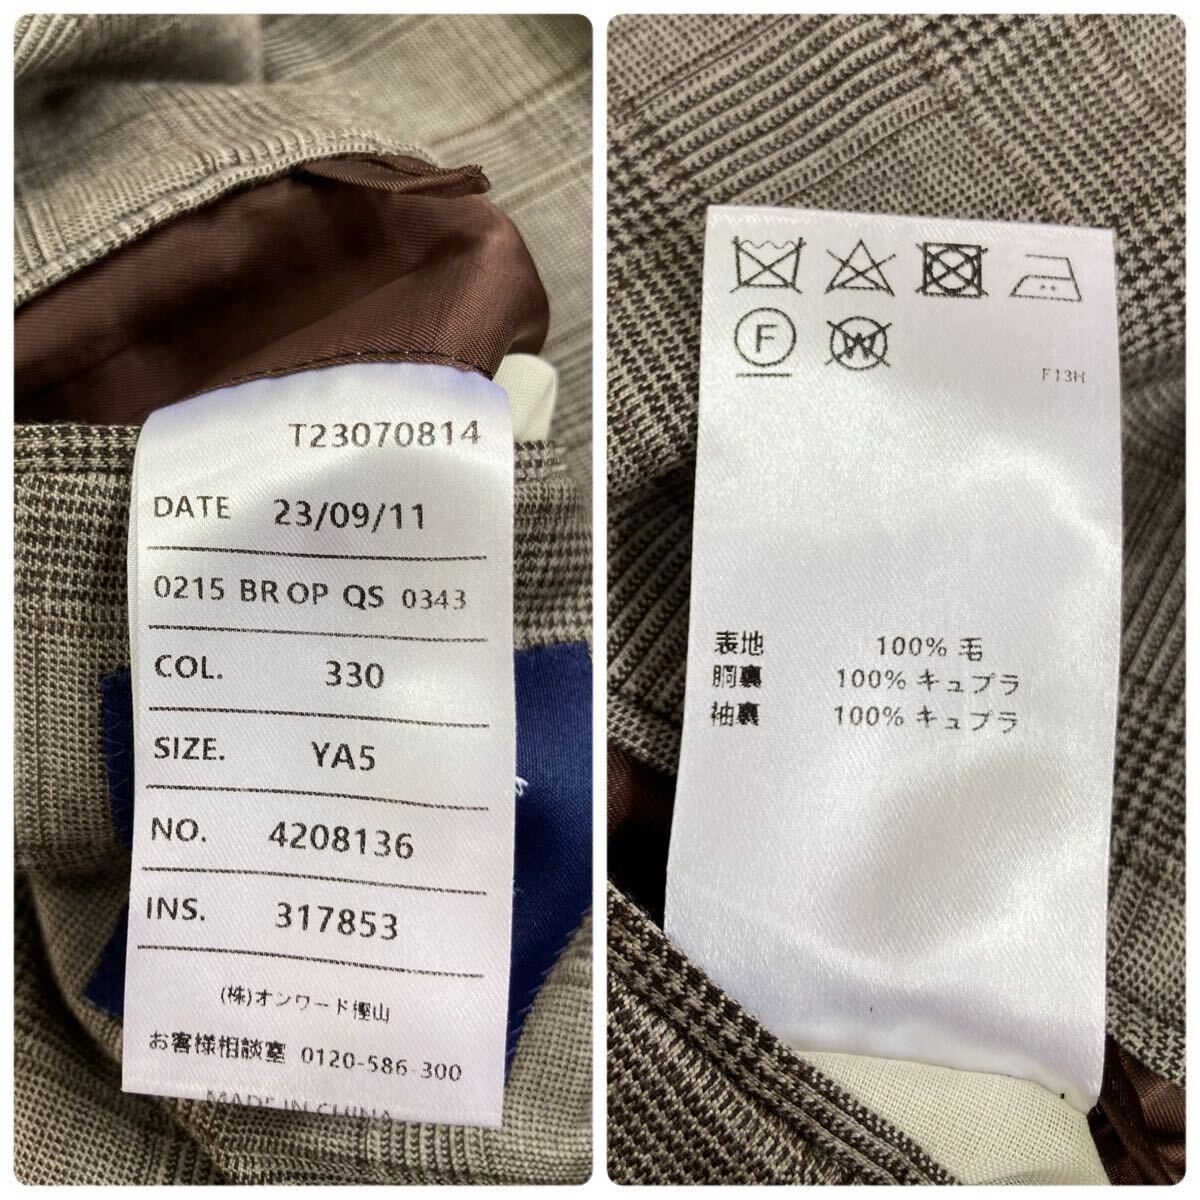 T23070814
DATE 23/09/11
0215 BR OP QS 0343
COL. 330
SIZE. YA5
NO. 4208136
INS. 317853
(株)オンワード樫山
お客様相談室 0120-586-300
MADE IN CHINA
F
W
F13H
表地 100% 毛
胴裏 100% キュプラ
袖裏 100% キュプラ